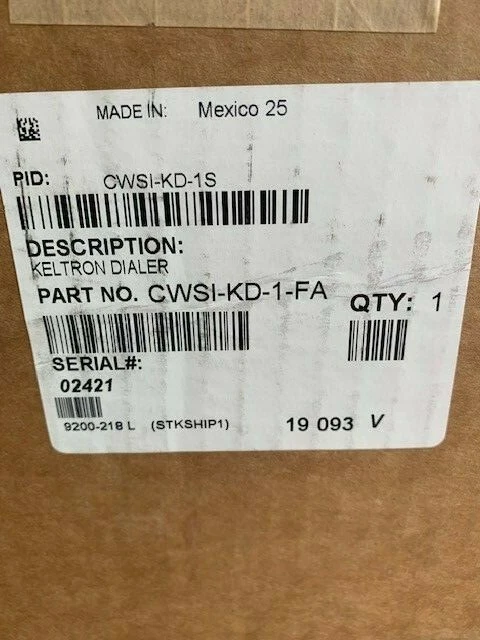 MADE IN: Mexico 25
PID: CWSI-KD-1S
DESCRIPTION:
KELTRON DIALER
PART NO. CWSI-KD-1-FA QTY: 1
SERIAL#:
02421
9200-218 L (STKSHIP1) 19 093 V